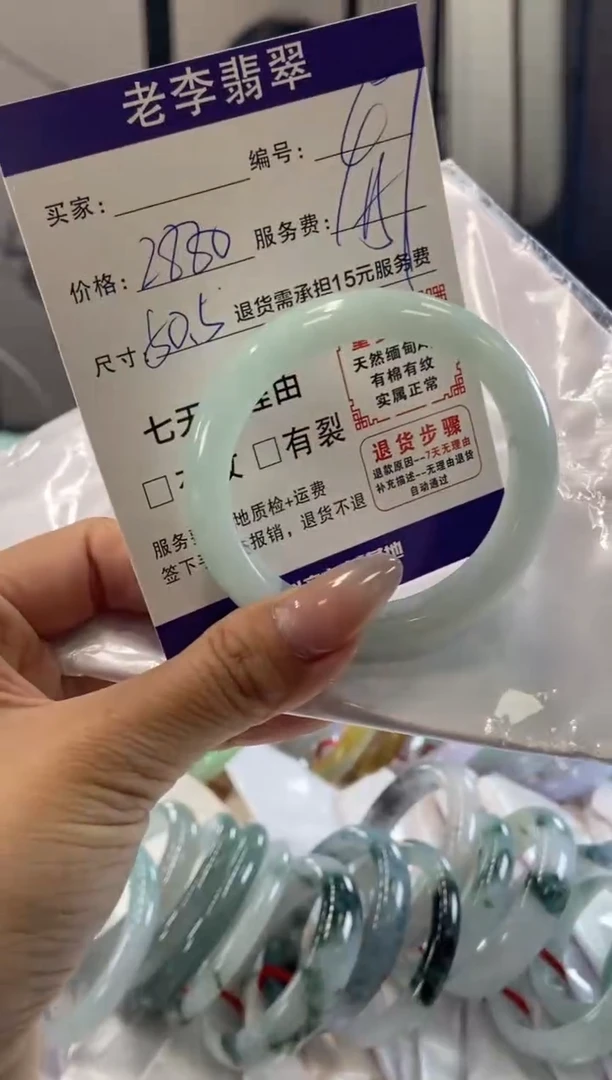 老李翡翠
买家:
编号:
价格: 2880
服务费:
尺寸: 50.5
退货需承担15元服务费
七天
理由
有裂
天然缅甸
有棉有纹
实属正常
退货步骤
退款原因--7天无理由
补充描述--无理由退货
自动通过
服务
地质检+运费
签下
报销，退货不退